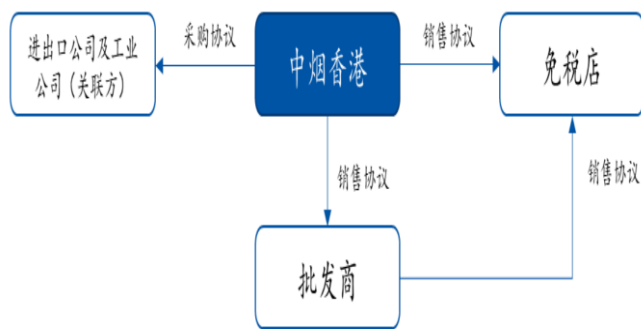 采购协议
销售协议
进出口公司及工业
公司（关联方）
中烟香港
免税店
销售协议
销售协议
批发商